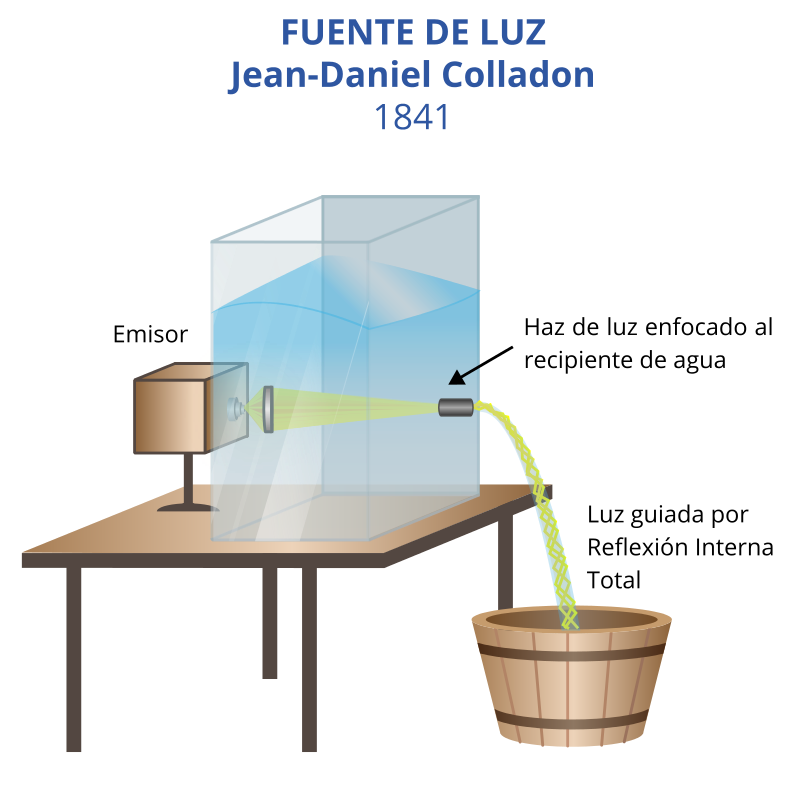 FUENTE DE LUZ
Jean-Daniel Colladon
1841
Emisor
Haz de luz enfocado al
recipiente de agua
Luz guiada por
Reflexión Interna
Total